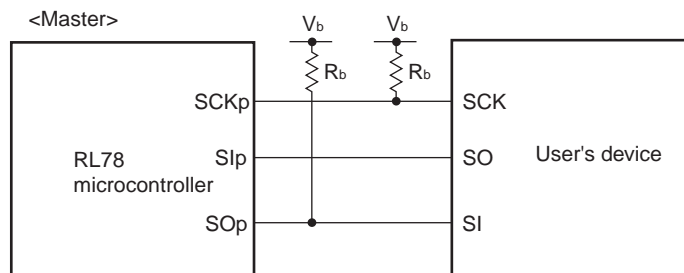 <Master>
Vb Vb
Rb Rb
SCKp SCK
RL78
microcontroller
SIp SO
User's device
SOp SI